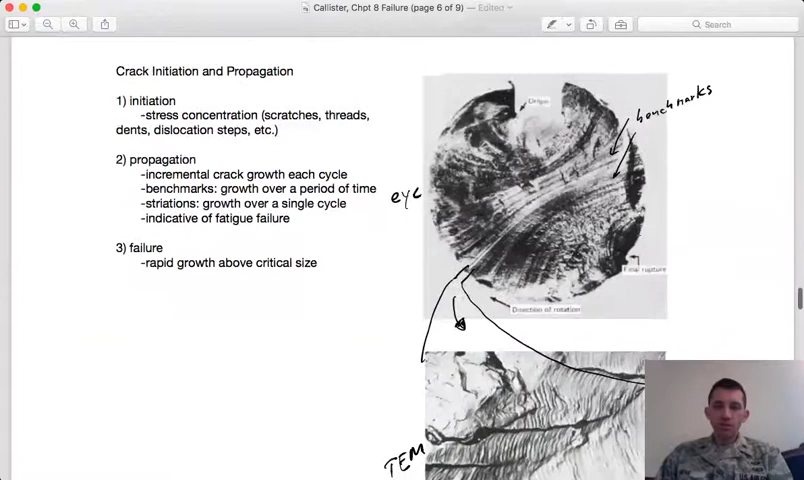 Callister, Chpt 8 Failure (page 6 of 9) — Edited
Search
Crack Initiation and Propagation
1) initiation
-stress concentration (scratches, threads,
dents, dislocation steps, etc.)
2) propagation
-incremental crack growth each cycle
-benchmarks: growth over a period of time
-striations: growth over a single cycle
-indicative of fatigue failure
3) failure
-rapid growth above critical size
Origin
benchmarks
eye
Final rupture
Direction of rotation
TEM